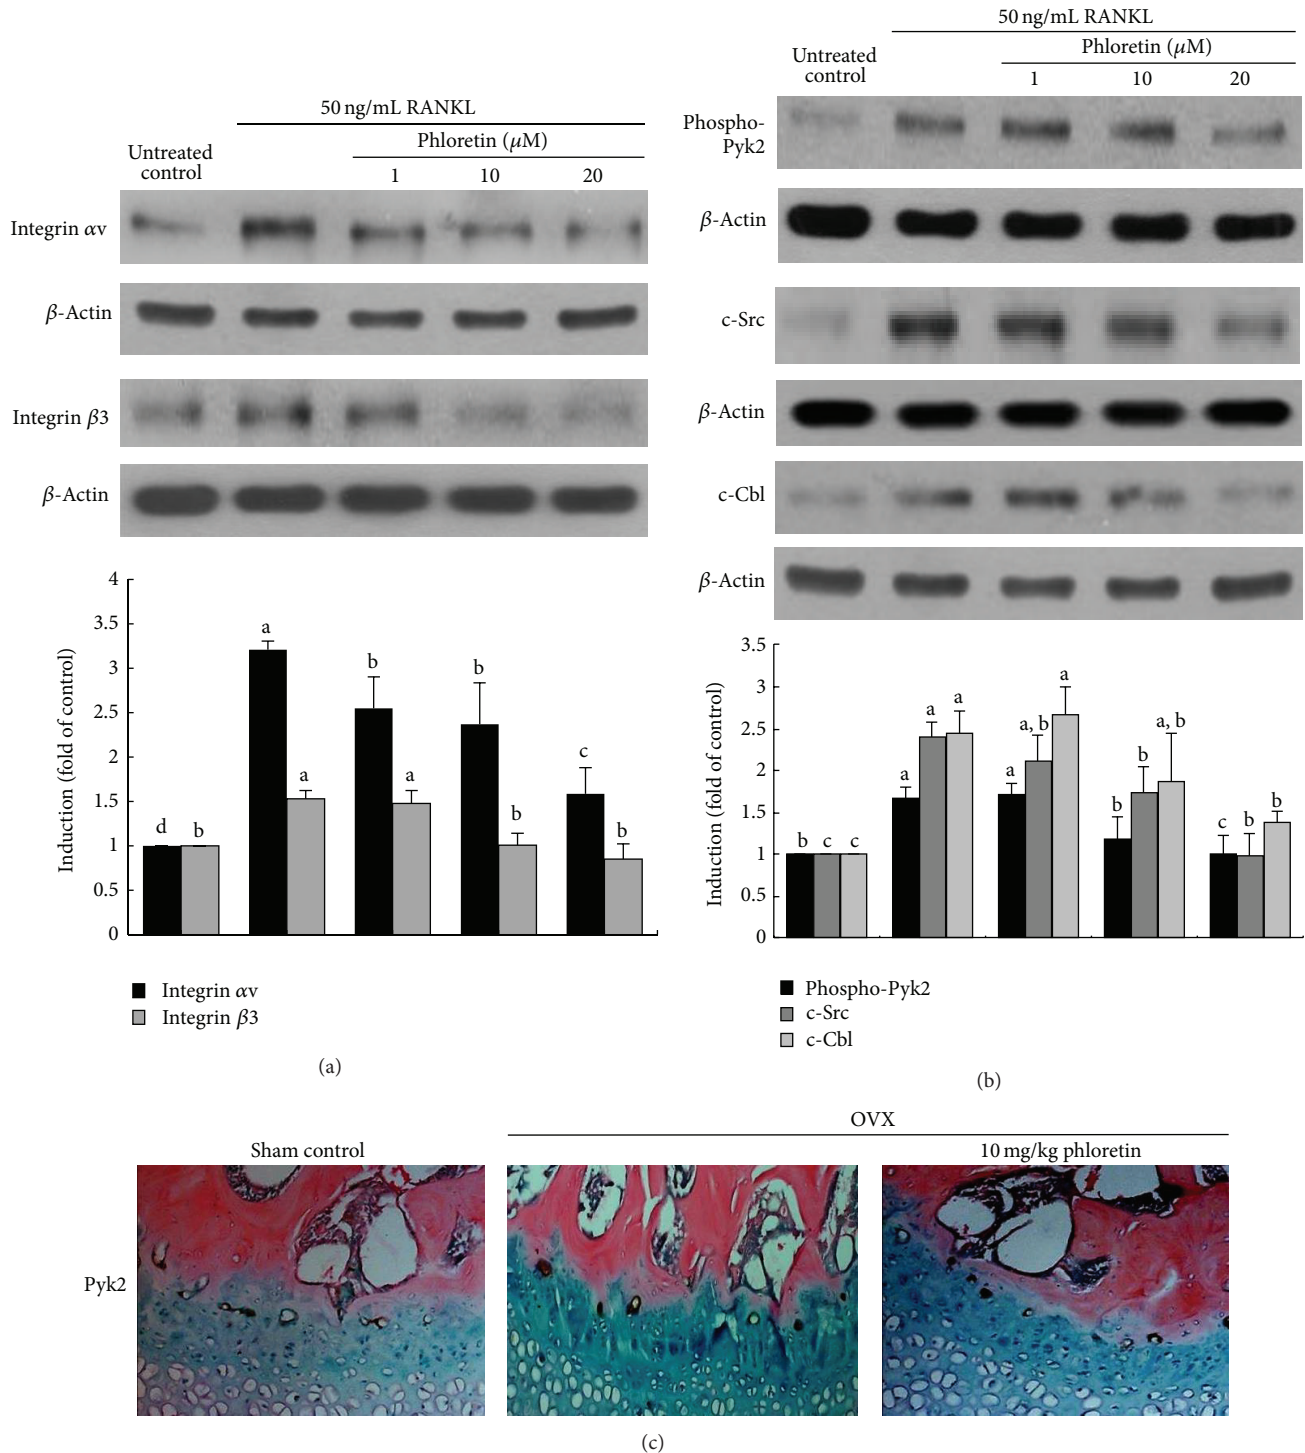 50 ng/mL RANKL
Untreated
control
Phloretin (μM)
1 10 20
Integrin αv
β-Actin
Integrin β3
β-Actin
4
3.5
3
2.5
2
1.5
1
0.5
0
Induction (fold of control)
d b a a b a b b c b
Integrin αv
Integrin β3
(a)
50 ng/mL RANKL
Untreated
control
Phloretin (μM)
1 10 20
Phospho-
Pyk2
β-Actin
c-Src
β-Actin
c-Cbl
β-Actin
3.5
3
2.5
2
1.5
1
0.5
0
Induction (fold of control)
b c c a a a a a, b a b b a, b c b b
Phospho-Pyk2
c-Src
c-Cbl
(b)
OVX
Sham control
10 mg/kg phloretin
Pyk2
(c)